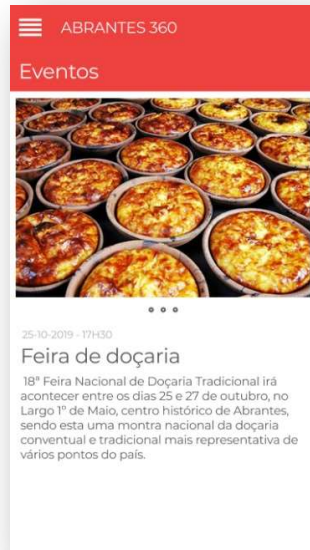 ABRANTES 360
Eventos
25-10-2019 - 17H30
Feira de doçaria
18ª Feira Nacional de Doçaria Tradicional irá
acontecer entre os dias 25 e 27 de outubro, no
Largo 1º de Maio, centro histórico de Abrantes,
sendo esta uma montra nacional da doçaria
conventual e tradicional mais representativa de
vários pontos do país.